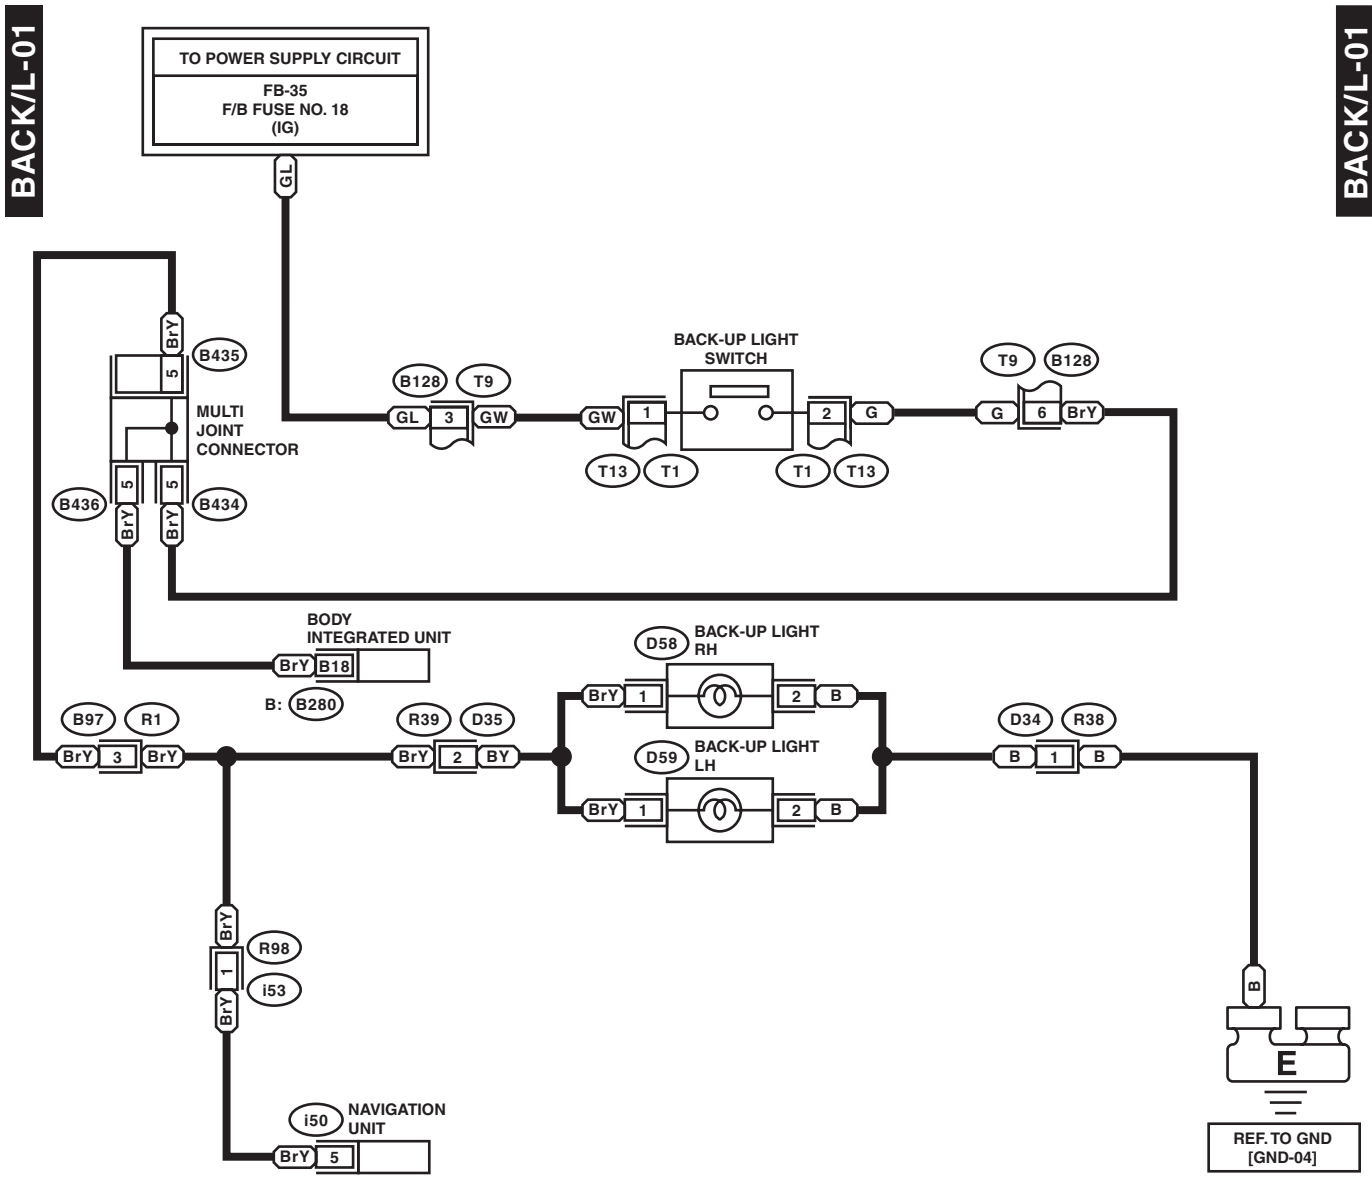 BACK/L-01
BACK/L-01
TO POWER SUPPLY CIRCUIT
FB-35
F/B FUSE NO. 18
(IG)
GL
BrY
5
B435
MULTI
JOINT
CONNECTOR
5
5
B436
B434
BrY
BrY
B128
T9
GL
3
GW
BACK-UP LIGHT
SWITCH
GW
1
2
G
T13
T1
T1
T13
T9
B128
G
6
BrY
BODY
INTEGRATED UNIT
BrY
B18
B: B280
B97
R1
BrY
3
BrY
R39
D35
BrY
2
BY
D58
BACK-UP LIGHT
RH
BrY
1
2
B
D59
BACK-UP LIGHT
LH
BrY
1
2
B
D34
R38
B
1
B
BrY
R98
1
i53
BrY
i50
NAVIGATION
UNIT
BrY
5
B
E
REF. TO GND
[GND-04]